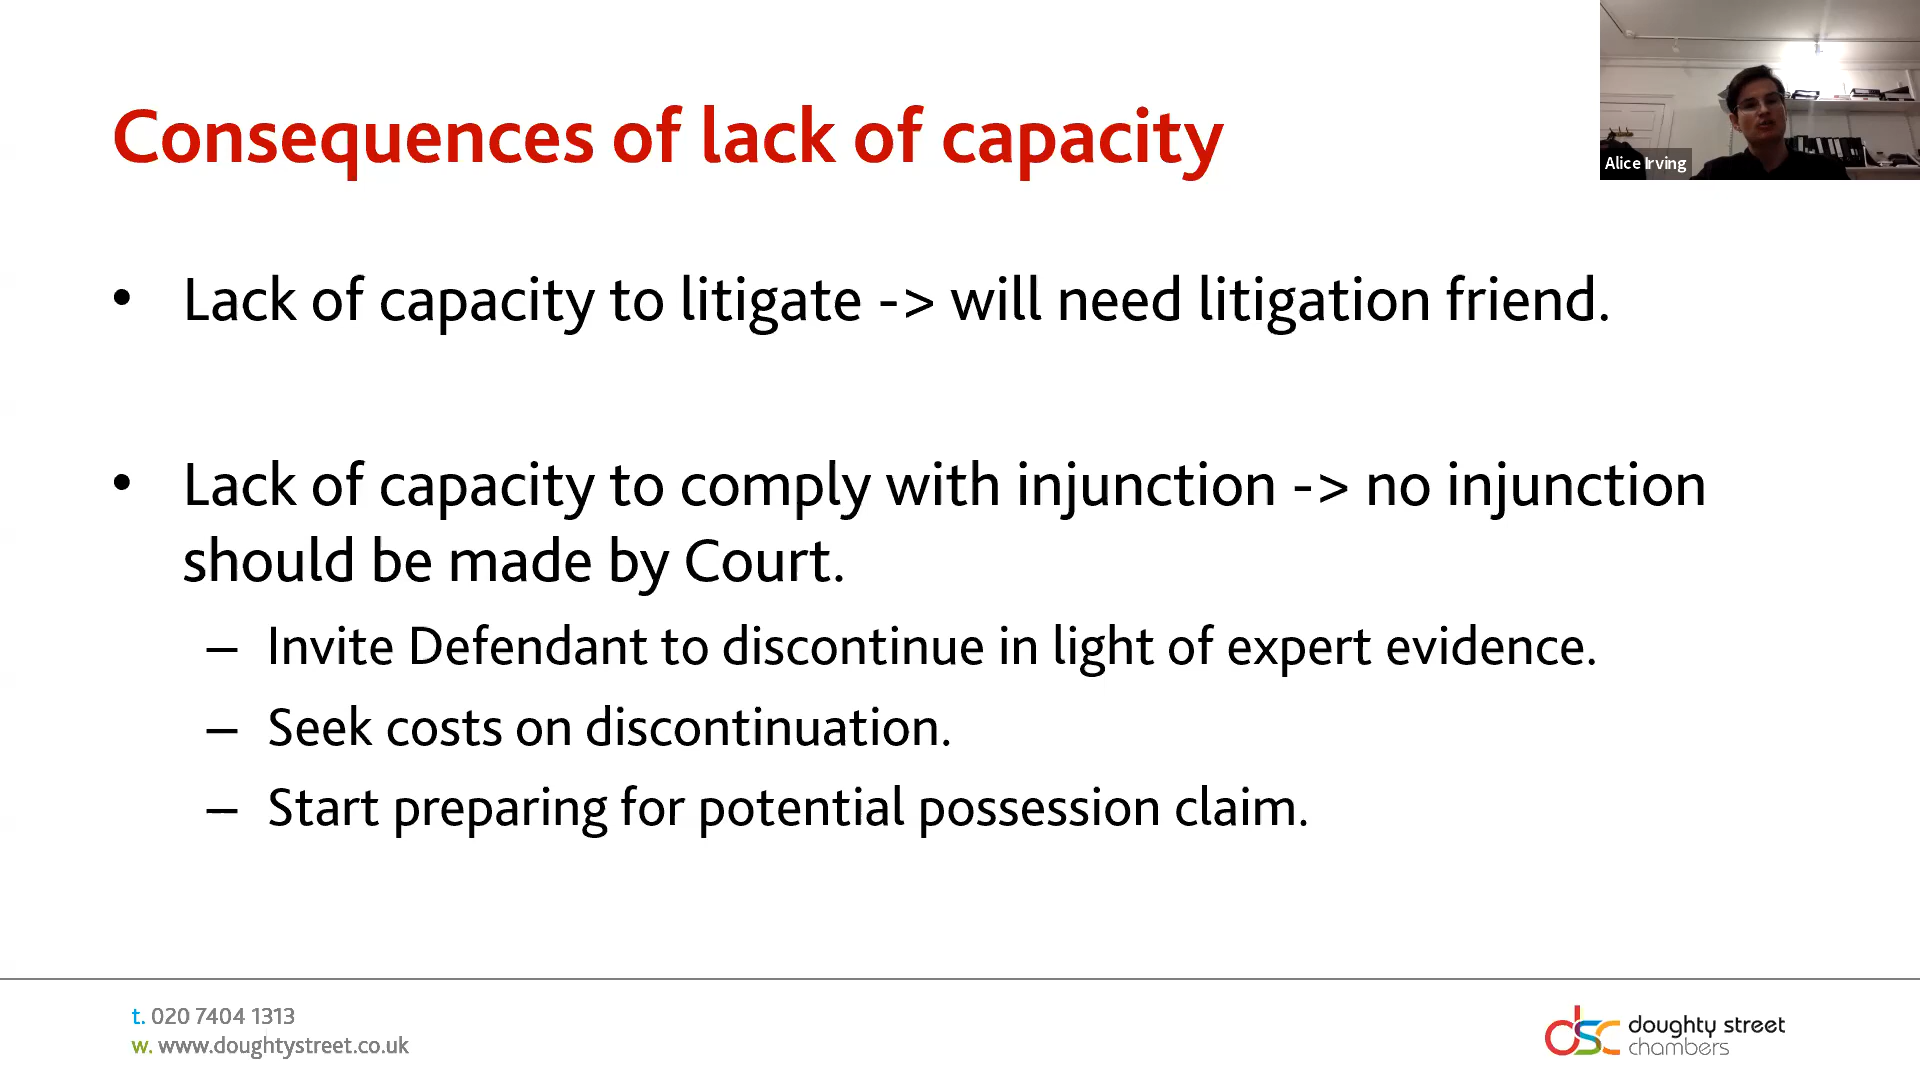 Consequences of lack of capacity
Alice Irving
• Lack of capacity to litigate -> will need litigation friend.
• Lack of capacity to comply with injunction -> no injunction
should be made by Court.
– Invite Defendant to discontinue in light of expert evidence.
– Seek costs on discontinuation.
– Start preparing for potential possession claim.
t. 020 7404 1313
w. www.doughtystreet.co.uk
dsc doughty street
chambers